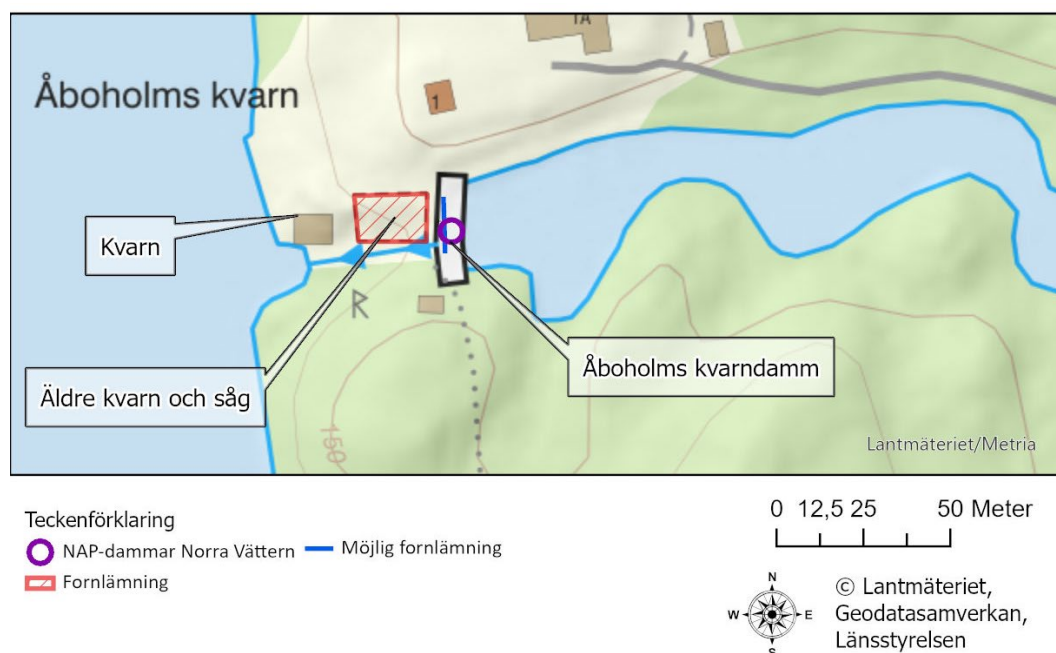 1A
Åboholms kvarn
1
Kvarn
Äldre kvarn och såg
Åboholms kvarndamm
150
Lantmäteriet/Metria
Teckenförklaring
NAP-dammar Norra Vättern
Möjlig fornlämning
Fornlämning
0 12,5 25 50 Meter
N
W E
S
© Lantmäteriet,
Geodatasamverkan,
Länsstyrelsen